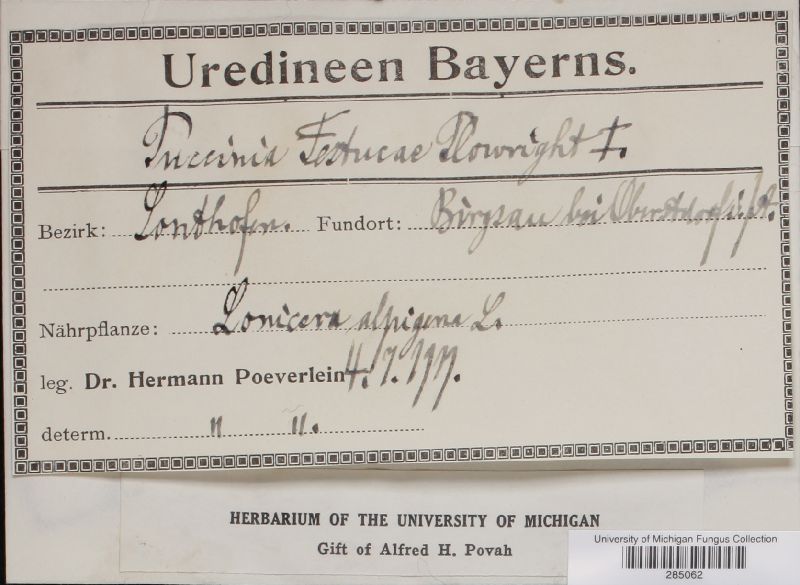 Uredineen Bayerns.
Puccinia Festucae Plowright I.
Bezirk: Sonthofen. Fundort: Birgsau bei Oberstdorf
Nährpflanze: Lonicera alpigena L.
leg. Dr. Hermann Poeverlein 4. 7.
determ. " ".
HERBARIUM OF THE UNIVERSITY OF MICHIGAN
Gift of Alfred H. Povah
University of Michigan Fungus Collection
285062